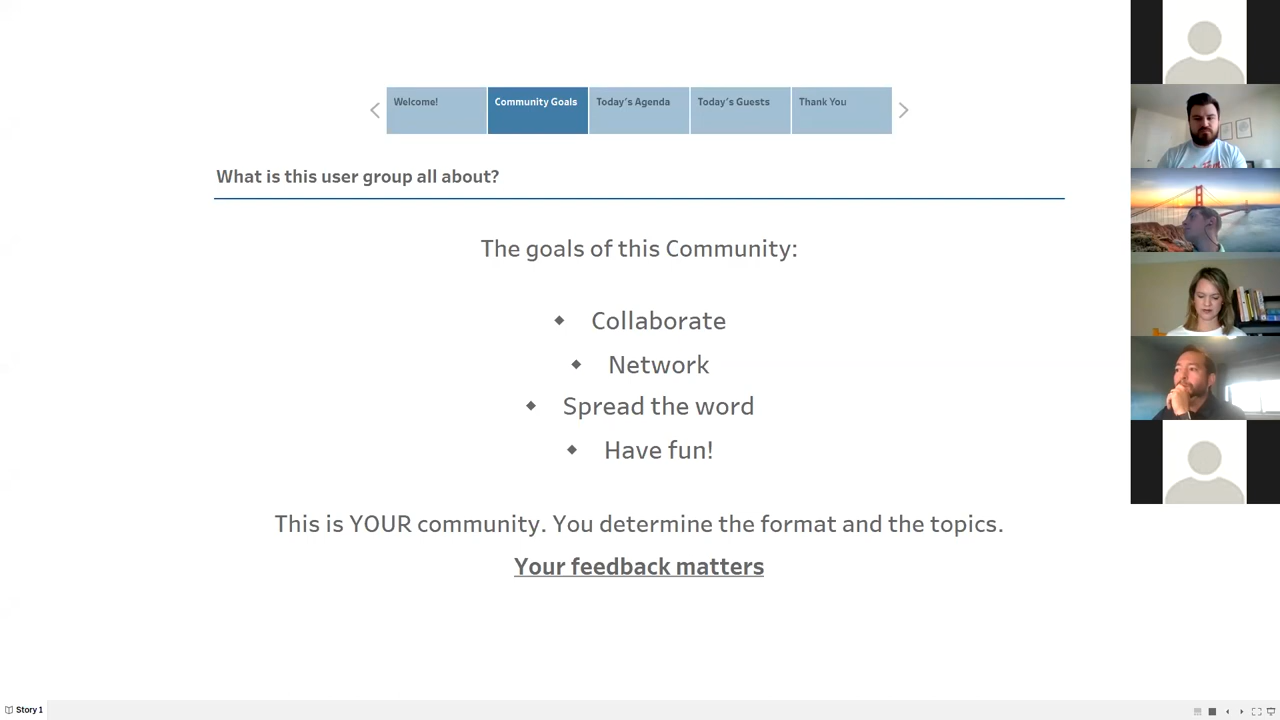 Welcome!
Community Goals
Today's Agenda
Today's Guests
Thank You
What is this user group all about?
The goals of this Community:
◆ Collaborate
◆ Network
◆ Spread the word
◆ Have fun!
This is YOUR community. You determine the format and the topics.
Your feedback matters
Story 1